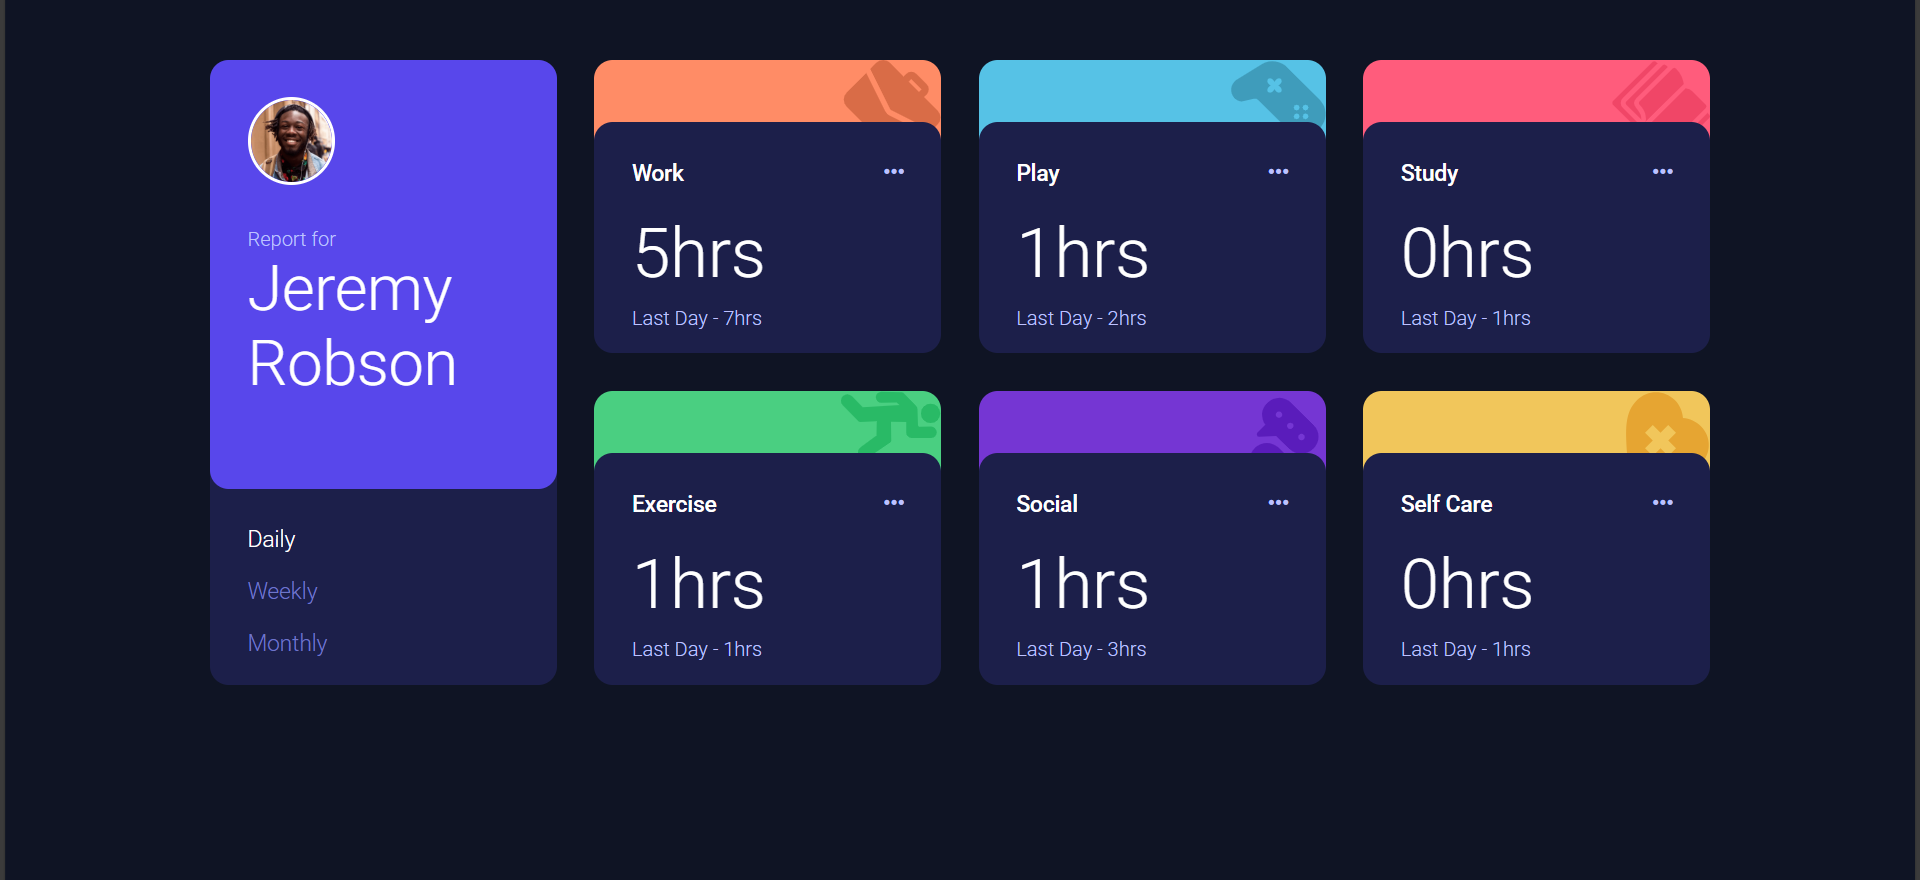 Report for
Jeremy
Robson
Daily
Weekly
Monthly
Work
5hrs
Last Day - 7hrs
Play
1hrs
Last Day - 2hrs
Study
0hrs
Last Day - 1hrs
Exercise
1hrs
Last Day - 1hrs
Social
1hrs
Last Day - 3hrs
Self Care
0hrs
Last Day - 1hrs